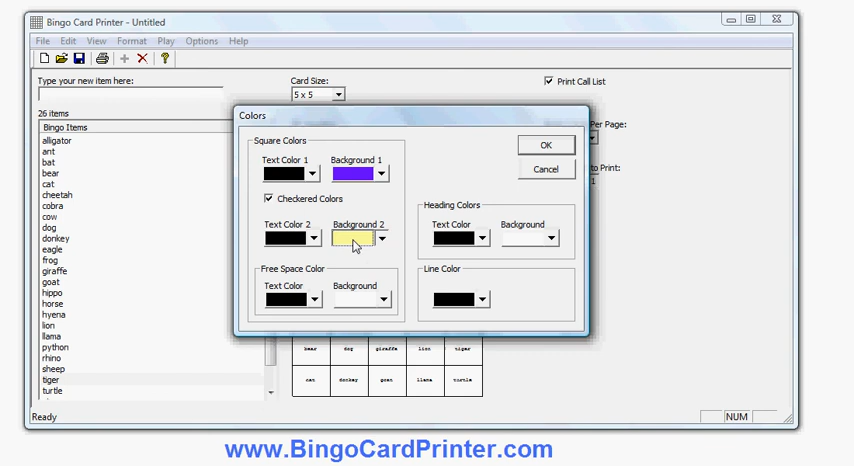 Bingo Card Printer - Untitled
File Edit View Format Play Options Help
Type your new item here:
Card Size:
Print Call List
5 x 5
26 items
Bingo Items
alligator
ant
bat
bear
cat
cheetah
cobra
cow
dog
donkey
eagle
frog
giraffe
goat
hippo
horse
hyena
lion
llama
python
rhino
sheep
tiger
turtle
Per Page:
to Print:
1
Colors
Square Colors
Text Color 1 Background 1
Checkered Colors
Text Color 2 Background 2
Free Space Color
Text Color Background
OK
Cancel
Heading Colors
Text Color Background
Line Color
bear dog giraffe lion tiger
cat donkey goat llama turtle
Ready
NUM
www.BingoCardPrinter.com